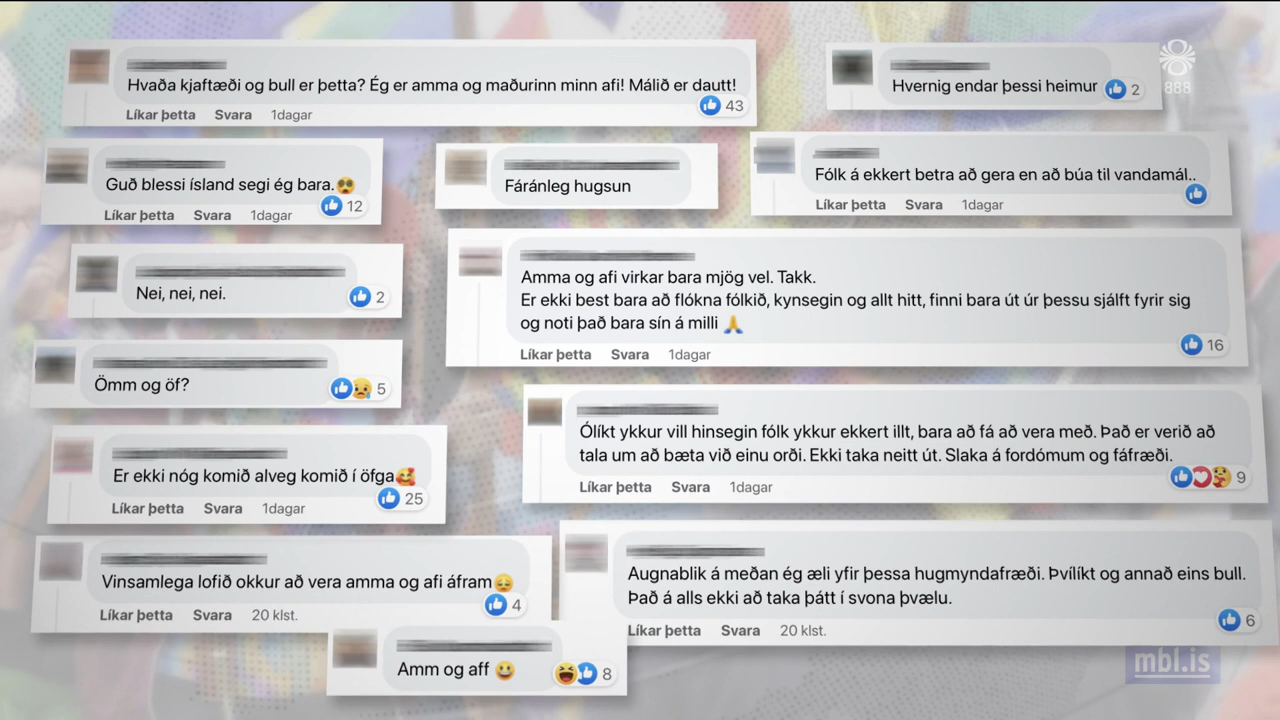 Hvaða kjaftæði og bull er þetta? Ég er amma og maðurinn minn afi! Málið er dautt!
43
Líkar þetta Svara 1dagar
Hvernig endar þessi heimur
2
888
Guð blessi ísland segi ég bara.😵
12
Líkar þetta Svara 1dagar
Fáránleg hugsun
Fólk á ekkert betra að gera en að búa til vandamál..
Líkar þetta Svara 1dagar
Nei, nei, nei.
2
Amma og afi virkar bara mjög vel. Takk.
Er ekki best bara að flókna fólkið, kynsegin og allt hitt, finni bara út úr þessu sjálft fyrir sig
og noti það bara sín á milli 🙏
16
Líkar þetta Svara 1dagar
Ömm og öf?
5
Ólíkt ykkur vill hinsegin fólk ykkur ekkert illt, bara að fá að vera með. Það er verið að
tala um að bæta við einu orði. Ekki taka neitt út. Slaka á fordómum og fáfræði.
9
Líkar þetta Svara 1dagar
Er ekki nóg komið alveg komið í öfga🥰
25
Líkar þetta Svara 1dagar
Vinsamlega lofið okkur að vera amma og afi áfram😔
4
Líkar þetta Svara 20 klst.
Augnablik á meðan ég æli yfir þessa hugmyndafræði. Þvílíkt og annað eins bull.
Það á alls ekki að taka þátt í svona þvælu.
6
Líkar þetta Svara 20 klst.
Amm og aff 😀
8
mbl.is